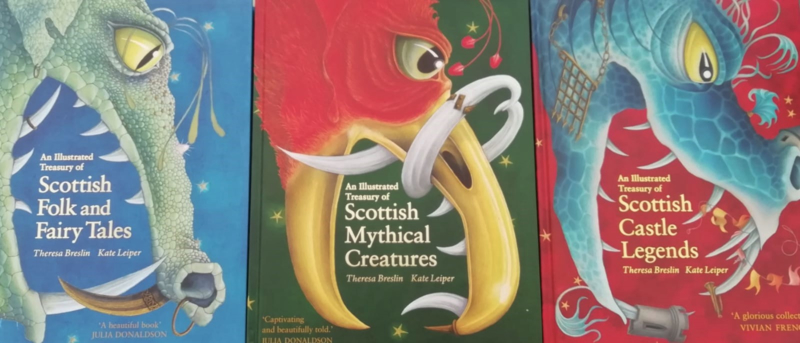 An Illustrated
Treasury of
Scottish
Folk and
Fairy Tales
Theresa Breslin Kate Leiper
'A beautiful book'
JULIA DONALDSON
An Illustrated
Treasury of
Scottish
Mythical
Creatures
Theresa Breslin Kate Leiper
'Captivating
and beautifully told.'
JULIA DONALDSON
An Illustrated
Treasury of
Scottish
Castle
Legends
Theresa Breslin Kate Leiper
'A glorious collect
VIVIAN FRENC